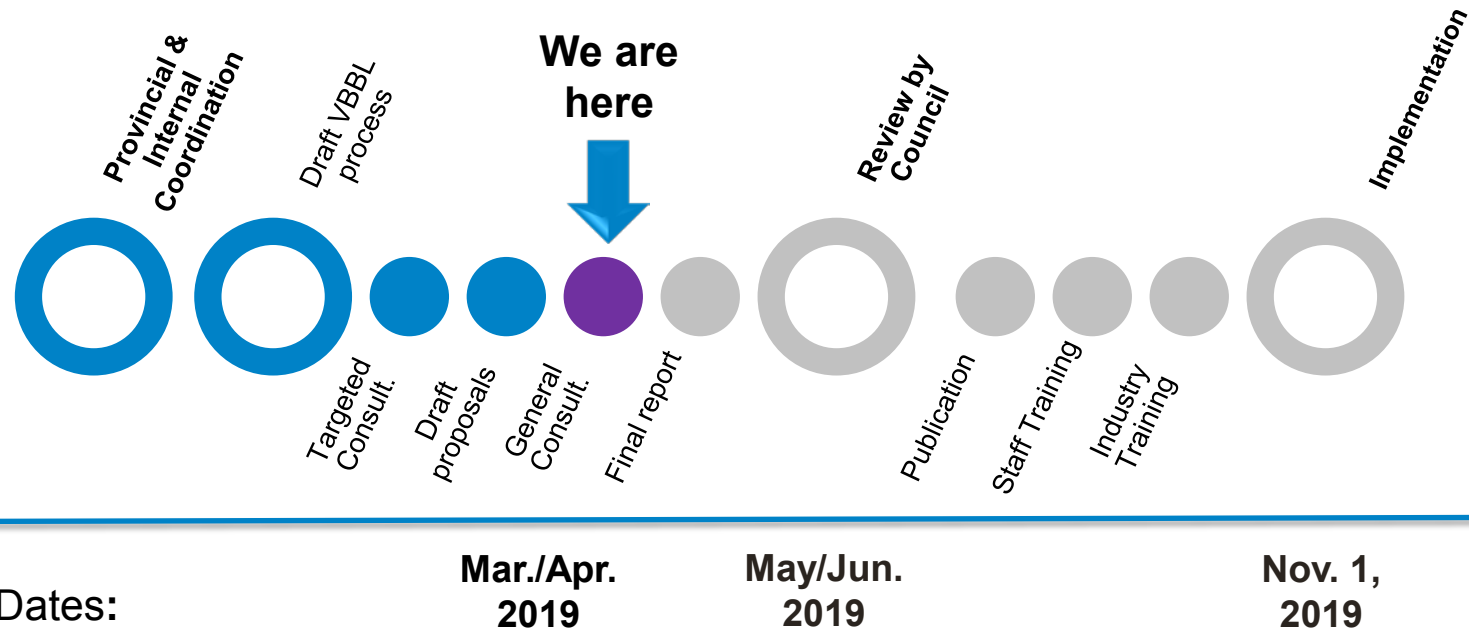 Provincial &
Internal
Coordination
Draft VBBL
process
We are
here
Review by
Council
Implementation
Targeted
Consult.
Draft
proposals
General
Consult.
Final report
Publication
Staff Training
Industry
Training
Dates:
Mar./Apr.
2019
May/Jun.
2019
Nov. 1,
2019